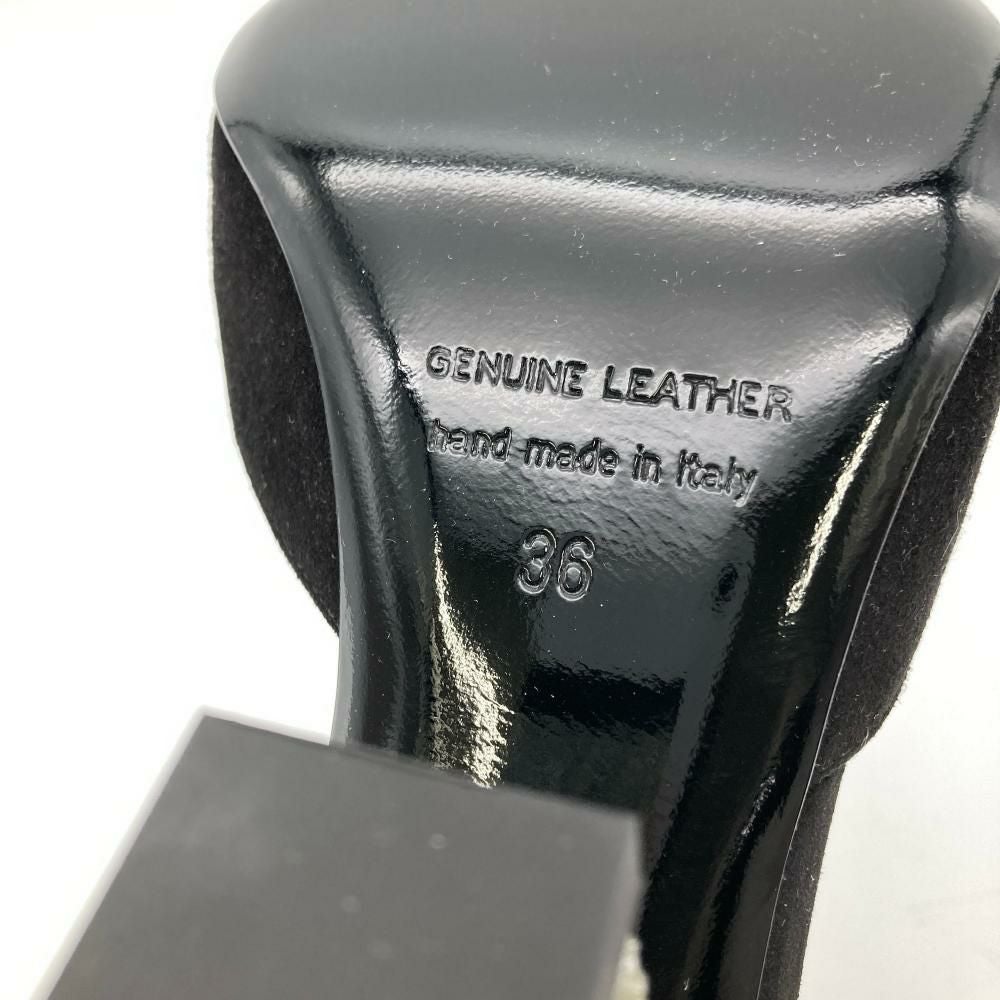 GENUINE LEATHER
hand-made in Italy
36